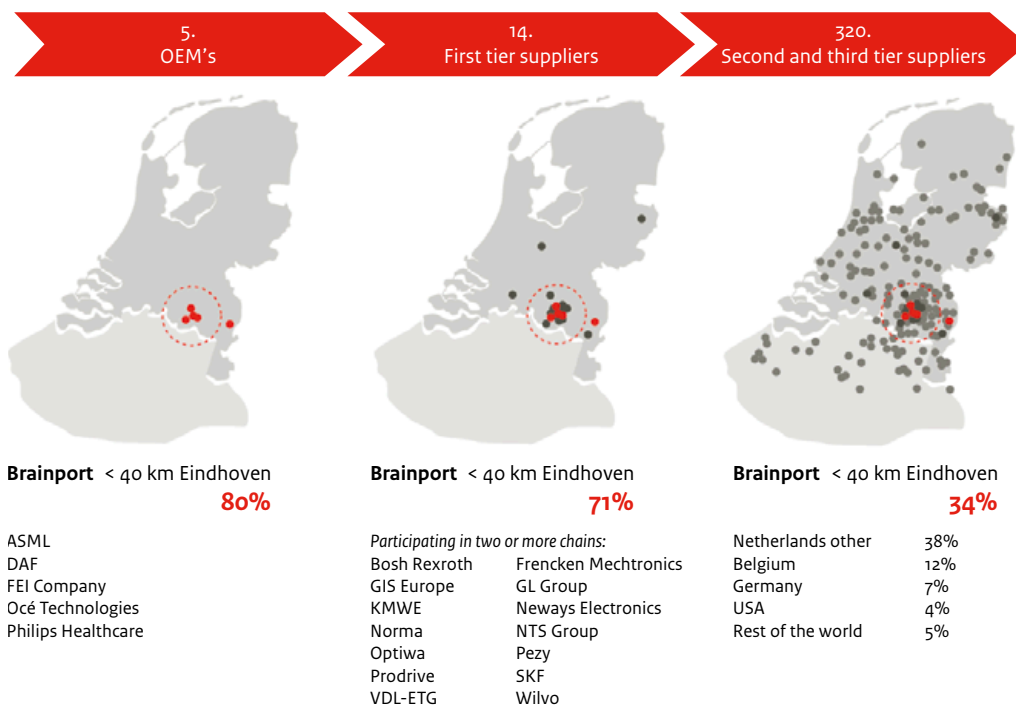 5.
OEM's
14.
First tier suppliers
320.
Second and third tier suppliers
Brainport < 40 km Eindhoven
80%
ASML
DAF
FEI Company
Océ Technologies
Philips Healthcare
Brainport < 40 km Eindhoven
71%
Participating in two or more chains:
Bosh Rexroth Frencken Mechtronics
GIS Europe GL Group
KMWE Neways Electronics
Norma NTS Group
Optiwa Pezy
Prodrive SKF
VDL-ETG Wilvo
Brainport < 40 km Eindhoven
34%
Netherlands other 38%
Belgium 12%
Germany 7%
USA 4%
Rest of the world 5%